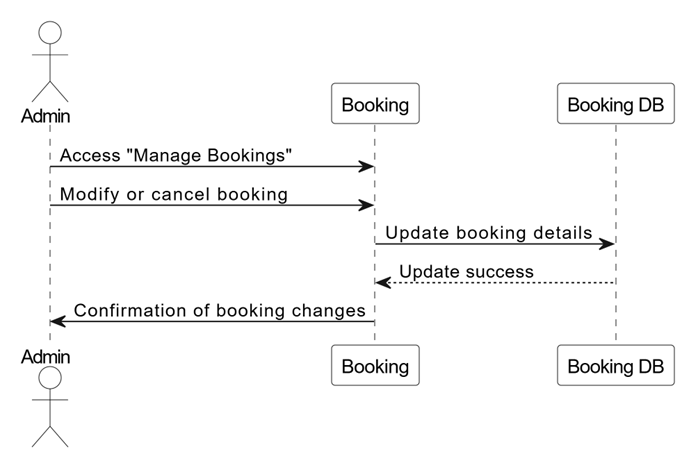 Admin
Booking
Booking DB
Access "Manage Bookings"
Modify or cancel booking
Update booking details
Update success
Confirmation of booking changes
Admin
Booking
Booking DB